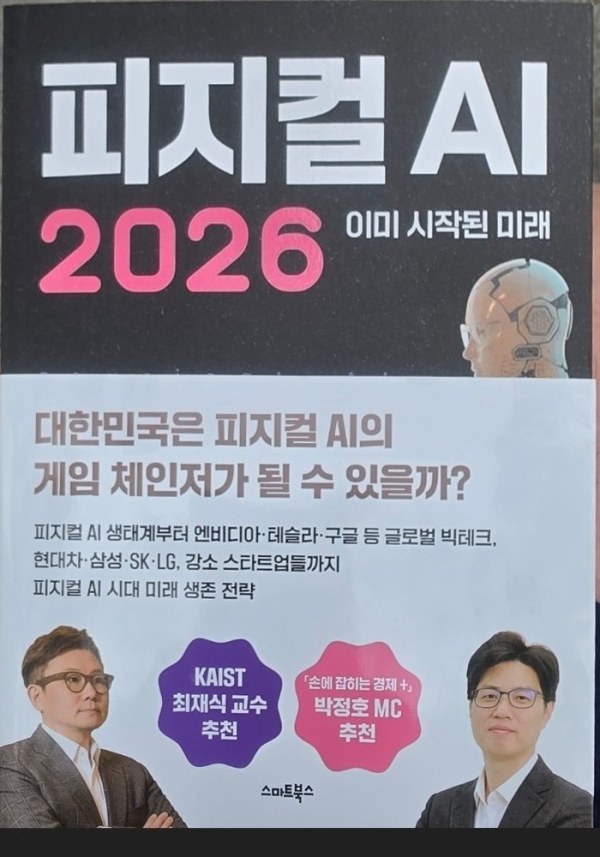 피지컬 AI
2026
이미 시작된 미래
대한민국은 피지컬 AI의
게임 체인저가 될 수 있을까?
피지컬 AI 생태계부터 엔비디아·테슬라·구글 등 글로벌 빅테크,
현대차·삼성·SK·LG, 강소 스타트업들까지
피지컬 AI 시대 미래 생존 전략
KAIST
최재식 교수
추천
「손에 잡히는 경제 +」
박정호 MC
추천
스마트북스